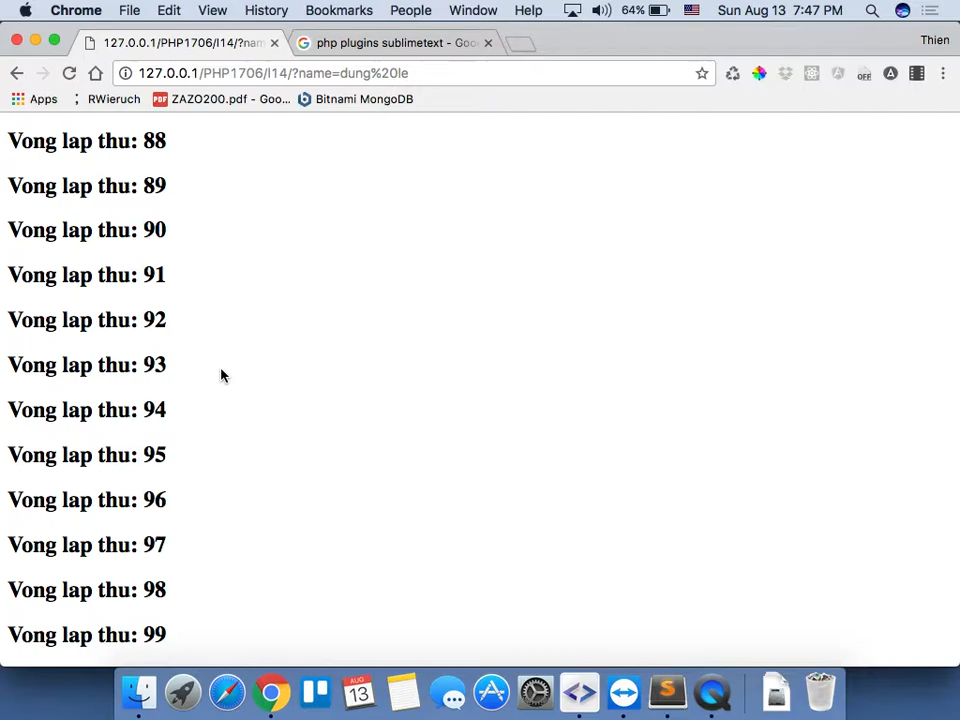 Chrome File Edit View History Bookmarks People Window Help 64% Sun Aug 13 7:47 PM
127.0.0.1/PHP1706/l14/?nam php plugins sublimetext - Goo Thien
127.0.0.1/PHP1706/l14/?name=dung%20le OFF
Apps RWieruch PDF ZAZO200.pdf - Goo... Bitnami MongoDB
Vong lap thu: 88
Vong lap thu: 89
Vong lap thu: 90
Vong lap thu: 91
Vong lap thu: 92
Vong lap thu: 93
Vong lap thu: 94
Vong lap thu: 95
Vong lap thu: 96
Vong lap thu: 97
Vong lap thu: 98
Vong lap thu: 99
AUG
13